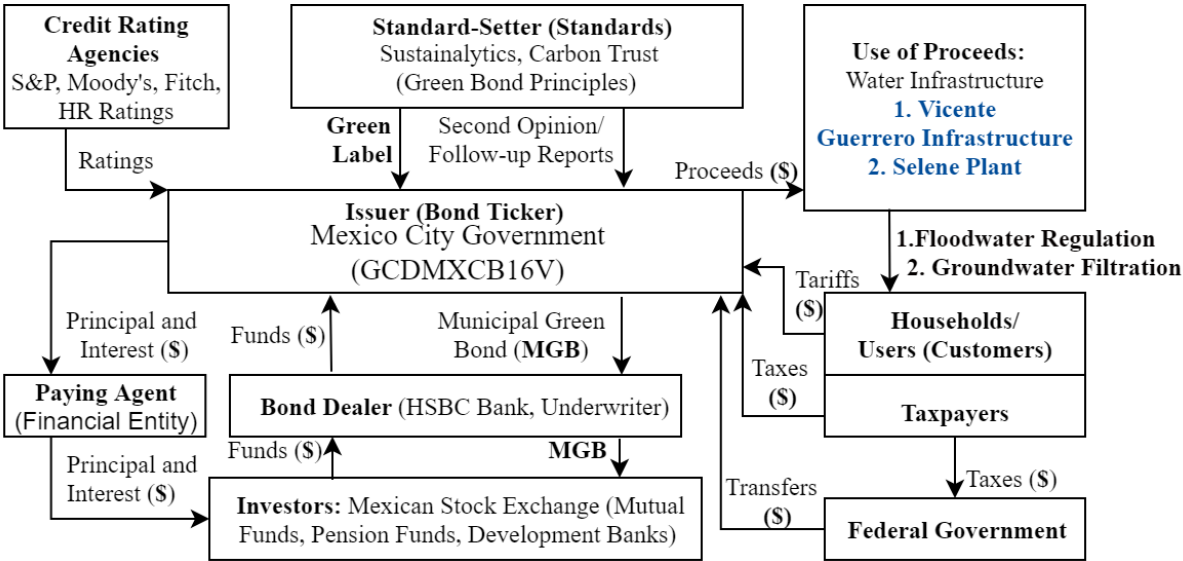 Credit Rating
Agencies
S&P, Moody's, Fitch,
HR Ratings
Standard-Setter (Standards)
Sustainalytics, Carbon Trust
(Green Bond Principles)
Use of Proceeds:
Water Infrastructure
1. Vicente
Guerrero Infrastructure
2. Selene Plant
Ratings
Green
Label
Second Opinion/
Follow-up Reports
Proceeds ($)
Issuer (Bond Ticker)
Mexico City Government
(GCDMXCB16V)
1.Floodwater Regulation
2. Groundwater Filtration
Tariffs
($)
Households/
Users (Customers)
Principal and
Interest ($)
Funds ($)
Municipal Green
Bond (MGB)
Taxes
($)
Taxpayers
Paying Agent
(Financial Entity)
Bond Dealer (HSBC Bank, Underwriter)
Funds ($)
MGB
Principal and
Interest ($)
Investors: Mexican Stock Exchange (Mutual
Funds, Pension Funds, Development Banks)
Transfers
($)
Taxes ($)
Federal Government